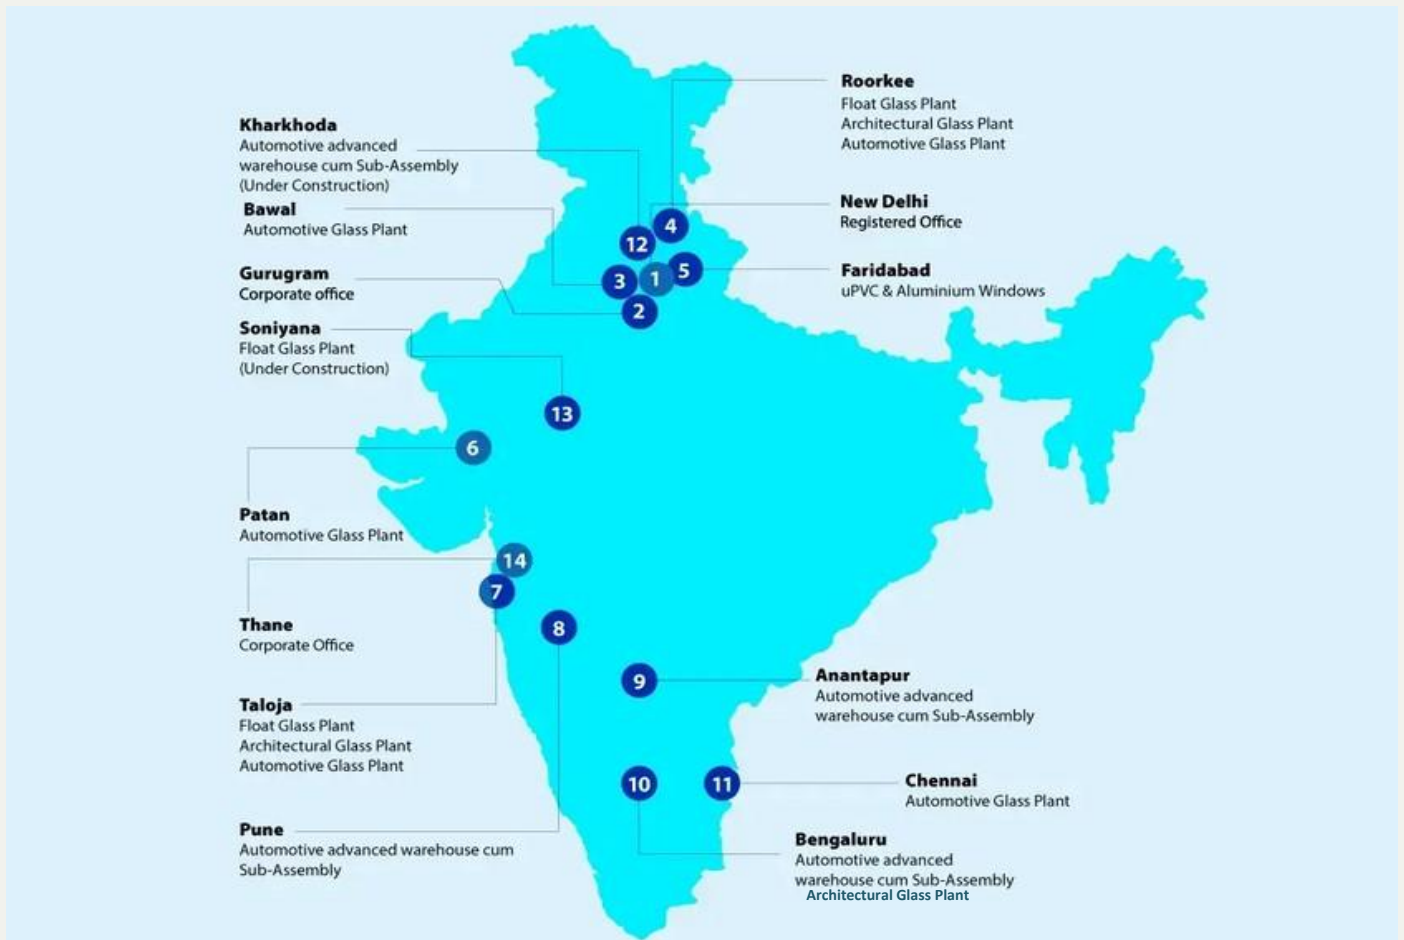 Kharkhoda
Automotive advanced
warehouse cum Sub-Assembly
(Under Construction)
Bawal
Automotive Glass Plant
Gurugram
Corporate office
Soniyana
Float Glass Plant
(Under Construction)
Patan
Automotive Glass Plant
Thane
Corporate Office
Taloja
Float Glass Plant
Architectural Glass Plant
Automotive Glass Plant
Pune
Automotive advanced warehouse cum
Sub-Assembly
Roorkee
Float Glass Plant
Architectural Glass Plant
Automotive Glass Plant
New Delhi
Registered Office
Faridabad
uPVC & Aluminium Windows
4
12
5
3
1
2
13
6
14
7
8
9
10
11
Anantapur
Automotive advanced
warehouse cum Sub-Assembly
Chennai
Automotive Glass Plant
Bengaluru
Automotive advanced
warehouse cum Sub-Assembly
Architectural Glass Plant